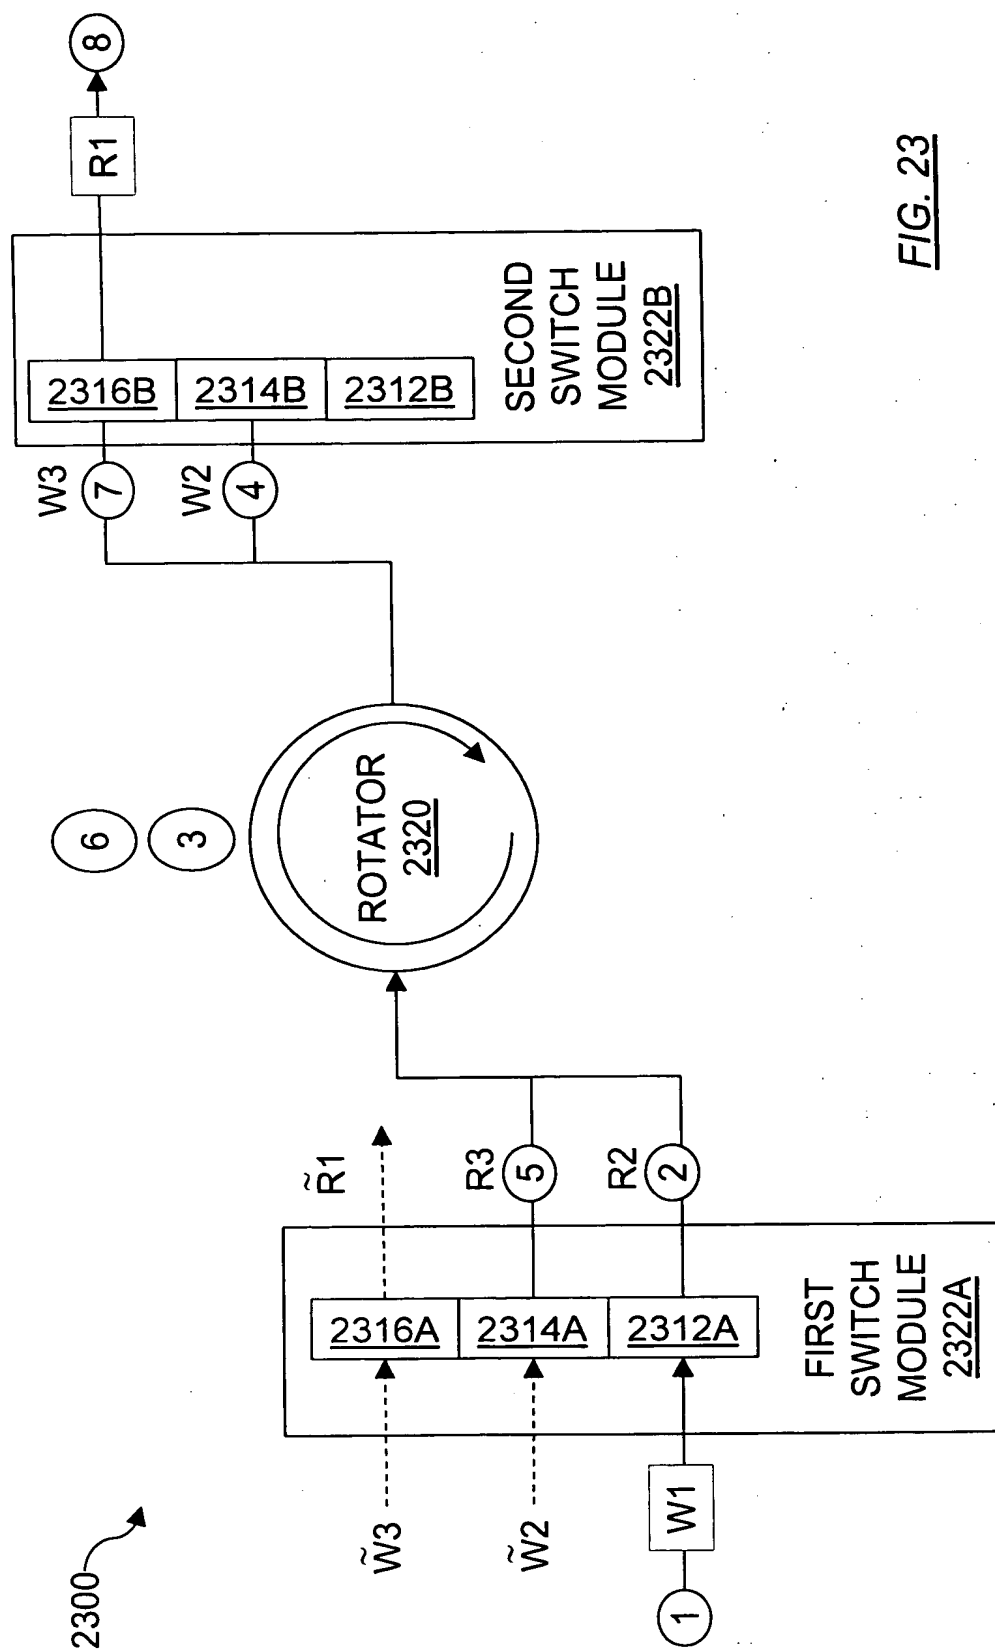 2300
1
W1
W̃2
W̃3
2316A
2314A
2312A
FIRST
SWITCH
MODULE
2322A
R̃1
R3
5
R2
2
6
3
ROTATOR
2320
W3
7
W2
4
2316B
2314B
2312B
SECOND
SWITCH
MODULE
2322B
R1
8
FIG. 23